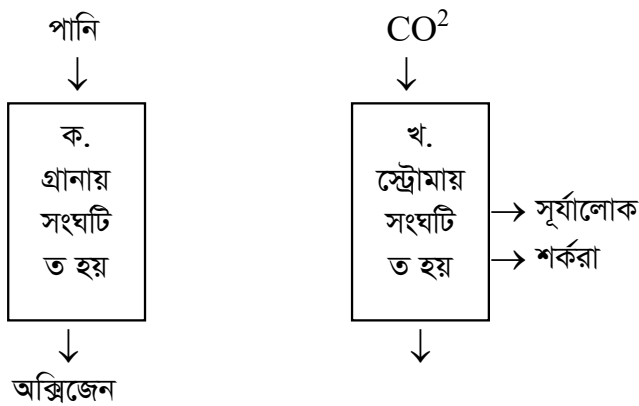 পানি
CO²
ক.
গ্রানায়
সংঘটি
ত হয়
খ.
স্ট্রোমায়
সংঘটি
ত হয়
সূর্যালোক
শর্করা
অক্সিজেন